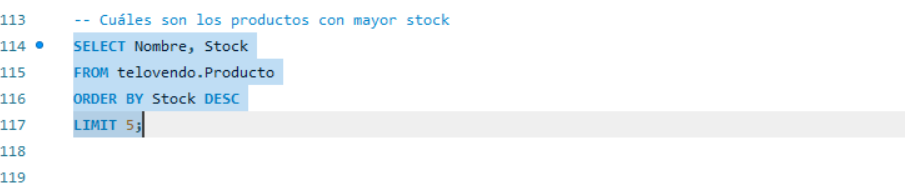 113 -- Cuáles son los productos con mayor stock
114 SELECT Nombre, Stock
115 FROM telovendo.Producto
116 ORDER BY Stock DESC
117 LIMIT 5;
118
119